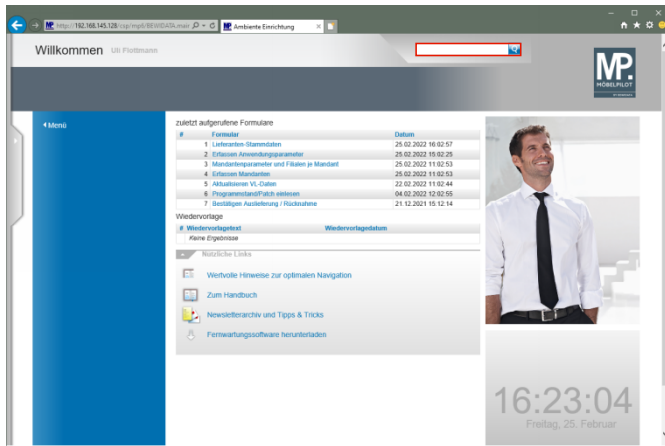 http://192.168.145.128/csp/mp6/BEWIDATA.mair
Ambiente Einrichtung
Willkommen Uli Flottmann
MP.
MÖBELPILOT
Menü
zuletzt aufgerufene Formulare
# Formular Datum
1 Lieferanten-Stammdaten 25.02.2022 16:02:57
2 Erfassen Anwendungsparameter 25.02.2022 15:02:25
3 Mandantenparameter und Filialen je Mandant 25.02.2022 11:02:53
4 Erfassen Mandanten 25.02.2022 11:02:53
5 Aktualisieren VL-Daten 22.02.2022 11:02:44
6 Programmstand/Patch einlesen 04.02.2022 12:02:55
7 Bestätigen Auslieferung / Rücknahme 21.12.2021 15:12:14
Wiedervorlage
# Wiedervorlagetext Wiedervorlagedatum
Keine Ergebnisse
Nützliche Links
Wertvolle Hinweise zur optimalen Navigation
Zum Handbuch
Newsletterarchiv und Tipps & Tricks
Fernwartungssoftware herunterladen
16:23:04
Freitag, 25. Februar